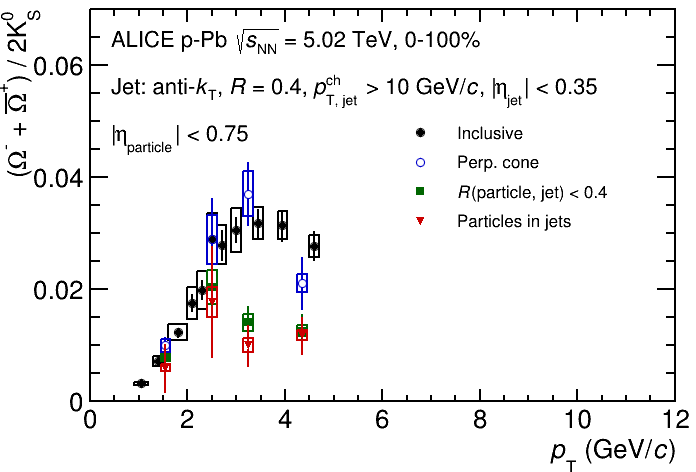 (Ω⁻ + Ω̅⁺) / 2K⁰_S
ALICE p-Pb √s_NN = 5.02 TeV, 0-100%
Jet: anti-k_T, R = 0.4, p^ch_T, jet > 10 GeV/c, |η_jet| < 0.35
|η_particle| < 0.75
Inclusive
Perp. cone
R(particle, jet) < 0.4
Particles in jets
0.06
0.04
0.02
0
0 2 4 6 8 10 12
p_T (GeV/c)